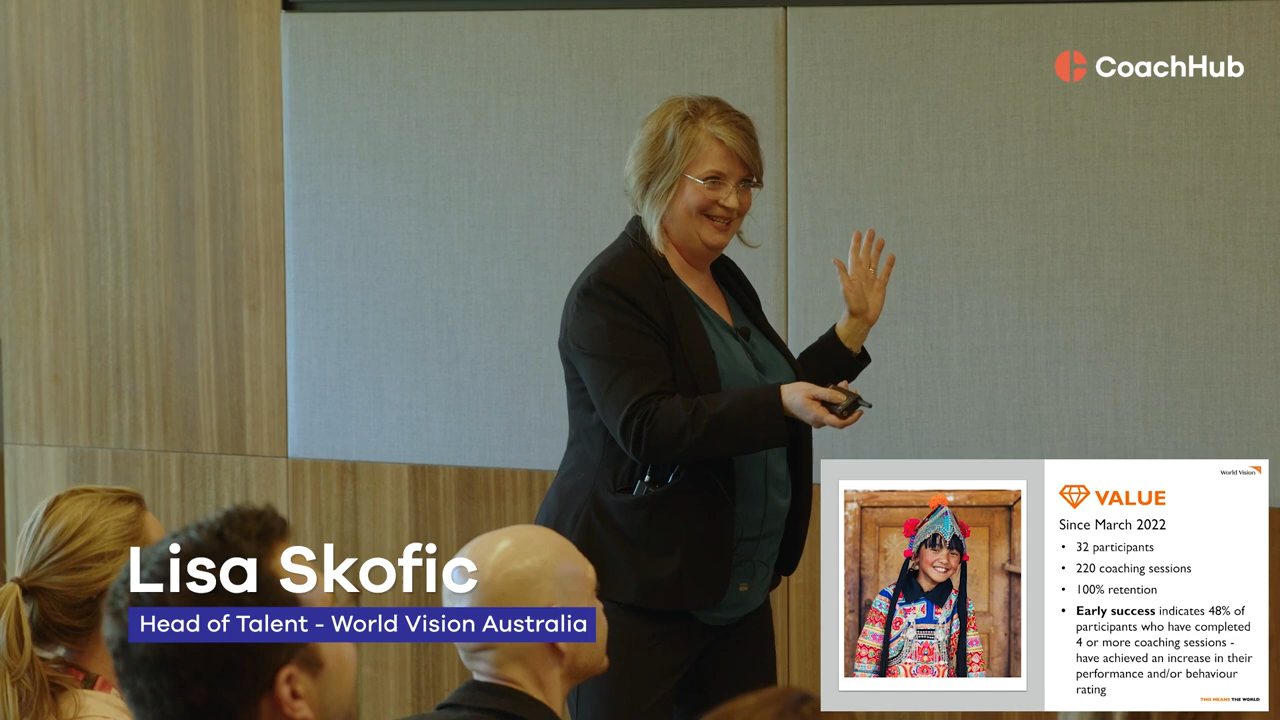 CoachHub
Lisa Skofic
Head of Talent - World Vision Australia
World Vision
VALUE
Since March 2022
• 32 participants
• 220 coaching sessions
• 100% retention
• Early success indicates 48% of
participants who have completed
4 or more coaching sessions -
have achieved an increase in their
performance and/or behaviour
rating
THIS MEANS THE WORLD